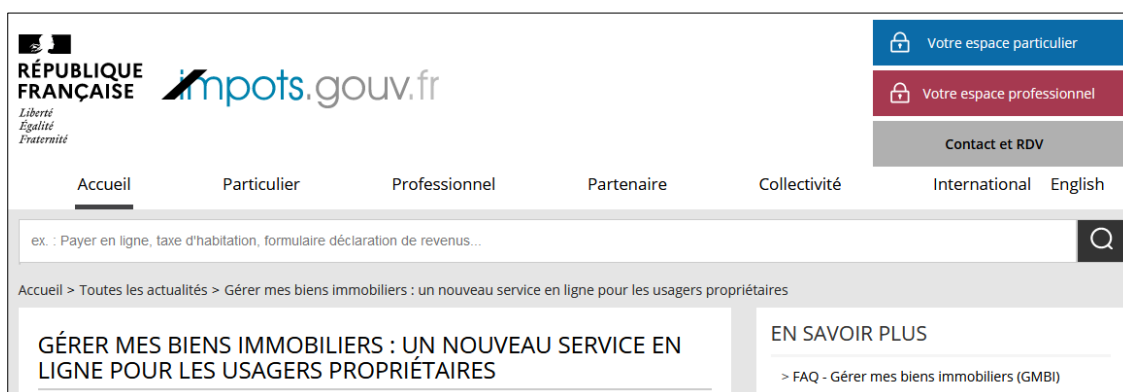 RÉPUBLIQUE
FRANÇAISE
Liberté
Égalité
Fraternité
impots.gouv.fr
Votre espace particulier
Votre espace professionnel
Contact et RDV
Accueil Particulier Professionnel Partenaire Collectivité International English
ex. : Payer en ligne, taxe d'habitation, formulaire déclaration de revenus...
Accueil > Toutes les actualités > Gérer mes biens immobiliers : un nouveau service en ligne pour les usagers propriétaires
GÉRER MES BIENS IMMOBILIERS : UN NOUVEAU SERVICE EN
LIGNE POUR LES USAGERS PROPRIÉTAIRES
EN SAVOIR PLUS
> FAQ - Gérer mes biens immobiliers (GMBI)